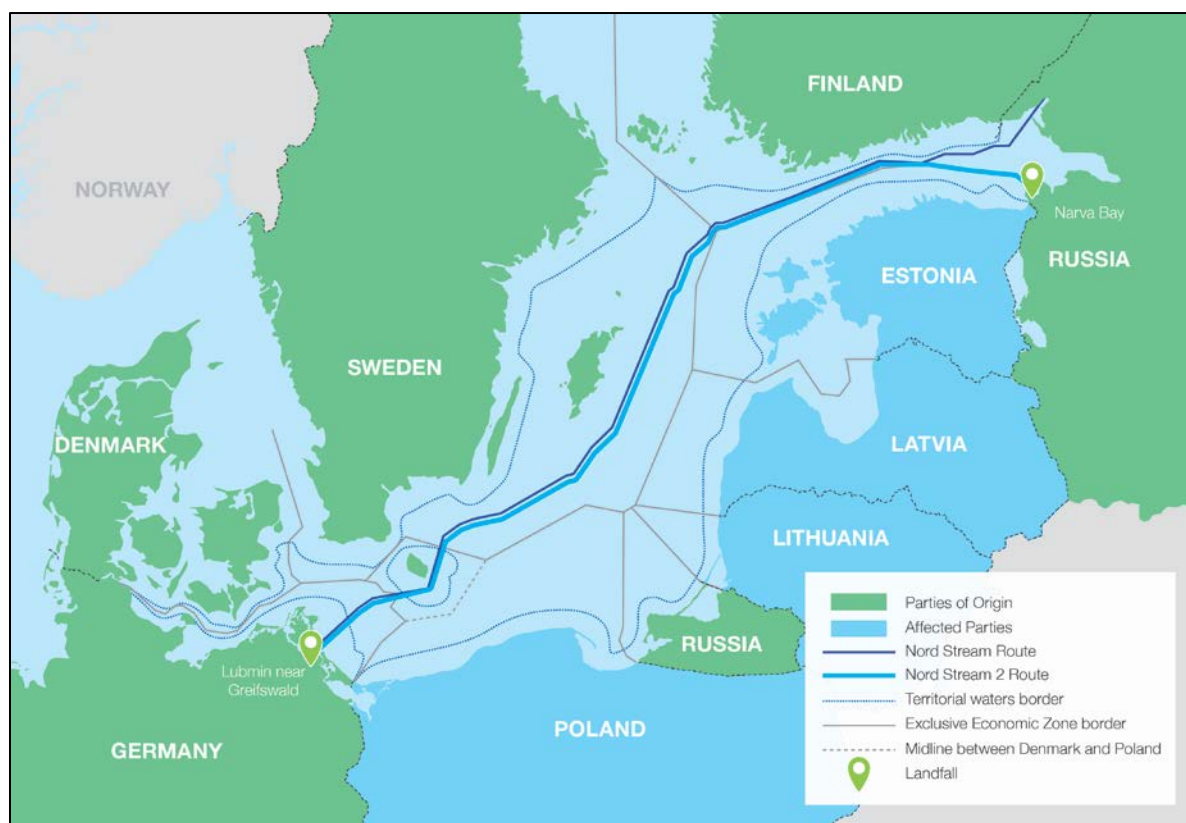 FINLAND
NORWAY
Narva Bay
RUSSIA
ESTONIA
SWEDEN
DENMARK
LATVIA
LITHUANIA
RUSSIA
Lubmin near
Greifswald
POLAND
GERMANY
Parties of Origin
Affected Parties
Nord Stream Route
Nord Stream 2 Route
Territorial waters border
Exclusive Economic Zone border
Midline between Denmark and Poland
Landfall